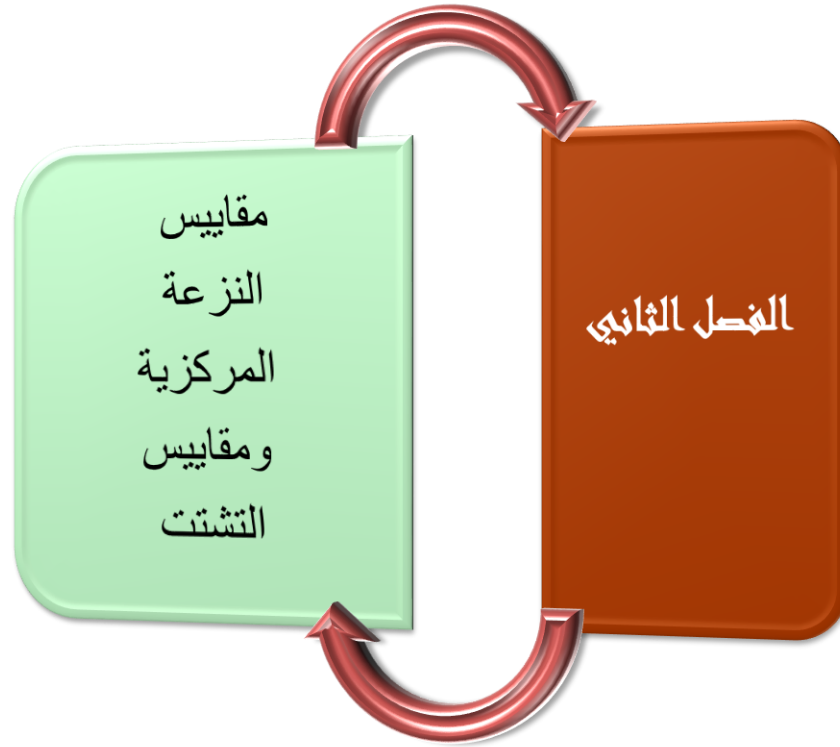 الفصل الثاني
مقاييس
النزعة
المركزية
ومقاييس
التشتت